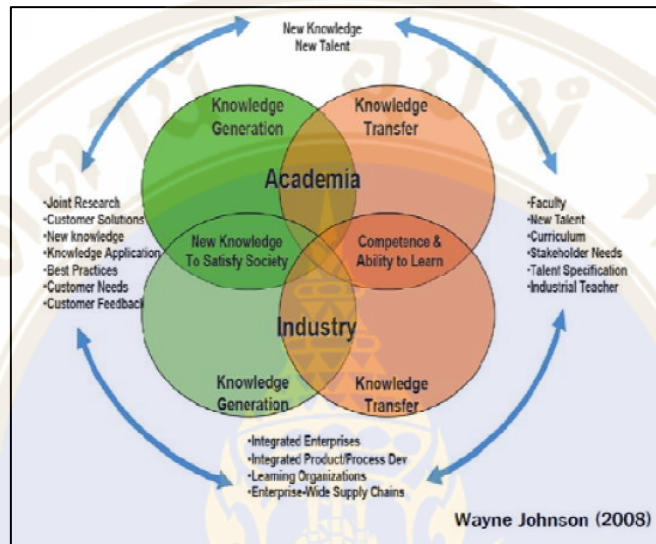 New Knowledge
New Talent
Knowledge
Generation
Knowledge
Transfer
Academia
•Joint Research
•Customer Solutions
•New knowledge
•Knowledge Application
•Best Practices
•Customer Needs
•Customer Feedback
New Knowledge
To Satisfy Society
Competence &
Ability to Learn
•Faculty
•New Talent
•Curriculum
•Stakeholder Needs
•Talent Specification
•Industrial Teacher
Industry
Knowledge
Generation
Knowledge
Transfer
•Integrated Enterprises
•Integrated Product/Process Dev
•Learning Organizations
•Enterprise-Wide Supply Chains
Wayne Johnson (2008)